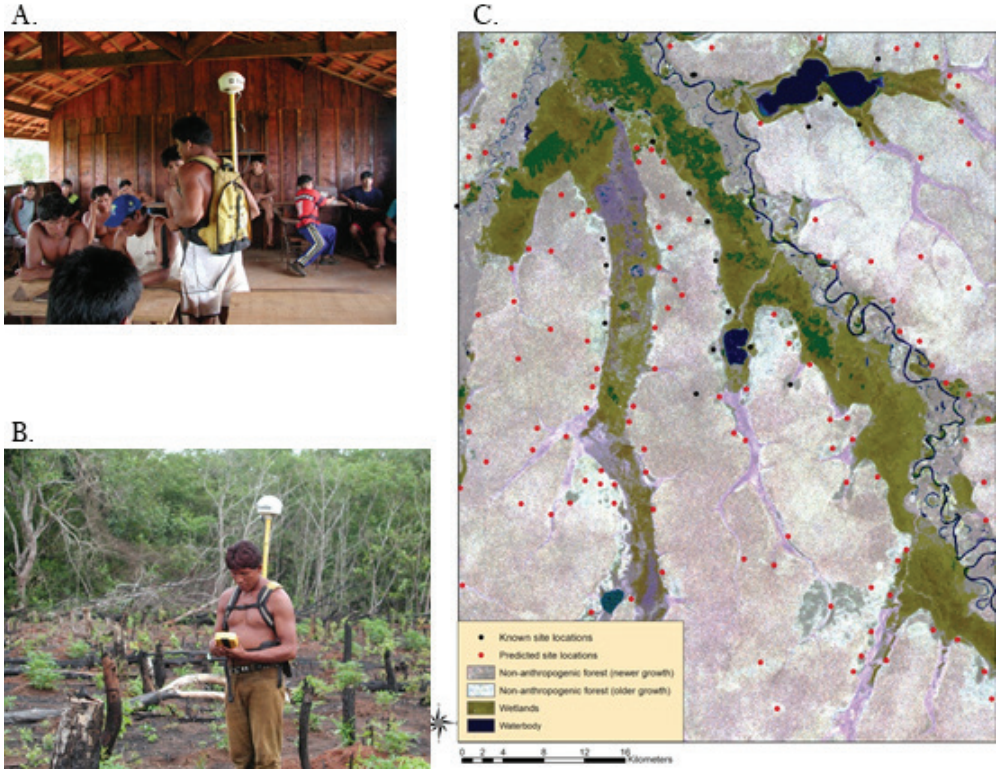 A.
C.
B.
Known site locations
Predicted site locations
Non-anthropogenic forest (newer growth)
Non-anthropogenic forest (older growth)
Wetlands
Waterbody
0 2 4 8 12 16
Kilometers